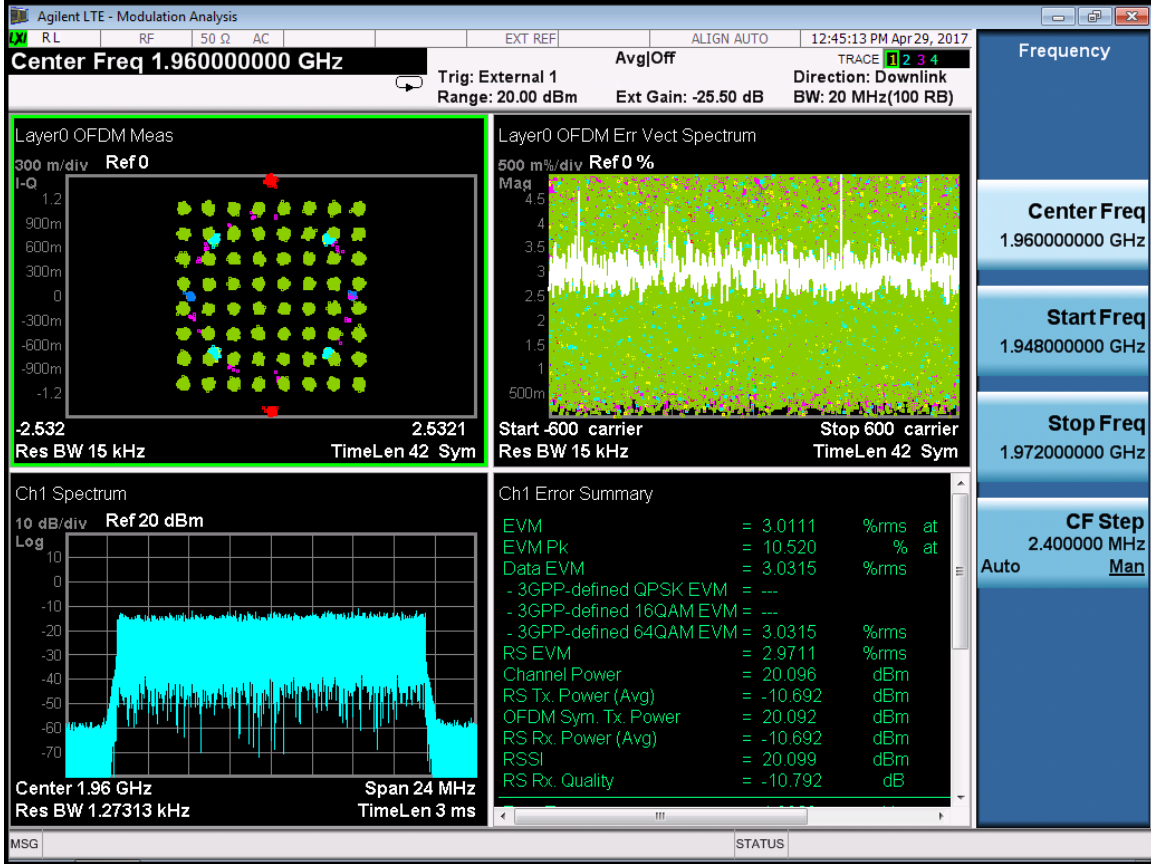 Agilent LTE - Modulation Analysis
LXI RL RF 50 Ω AC EXT REF ALIGN AUTO 12:45:13 PM Apr 29, 2017
Center Freq 1.960000000 GHz
Avg|Off
TRACE 1 2 3 4
Trig: External 1
Direction: Downlink
Range: 20.00 dBm
Ext Gain: -25.50 dB
BW: 20 MHz(100 RB)
Layer0 OFDM Meas
300 m/div Ref 0
I-Q
1.2
900m
600m
300m
0
-300m
-600m
-900m
-1.2
-2.532 2.5321
Res BW 15 kHz TimeLen 42 Sym
Layer0 OFDM Err Vect Spectrum
500 m%/div Ref 0 %
Mag
4.5
4
3.5
3
2.5
2
1.5
1
500m
Start -600 carrier Stop 600 carrier
Res BW 15 kHz TimeLen 42 Sym
Ch1 Spectrum
10 dB/div Ref 20 dBm
Log
10
0
-10
-20
-30
-40
-50
-60
-70
Center 1.96 GHz Span 24 MHz
Res BW 1.27313 kHz TimeLen 3 ms
Ch1 Error Summary
EVM = 3.0111 %rms at
EVM Pk = 10.520 % at
Data EVM = 3.0315 %rms
- 3GPP-defined QPSK EVM = ---
- 3GPP-defined 16QAM EVM = ---
- 3GPP-defined 64QAM EVM = 3.0315 %rms
RS EVM = 2.9711 %rms
Channel Power = 20.096 dBm
RS Tx. Power (Avg) = -10.692 dBm
OFDM Sym. Tx. Power = 20.092 dBm
RS Rx. Power (Avg) = -10.692 dBm
RSSI = 20.099 dBm
RS Rx. Quality = -10.792 dB
Frequency
Center Freq
1.960000000 GHz
Start Freq
1.948000000 GHz
Stop Freq
1.972000000 GHz
CF Step
2.400000 MHz
Auto Man
MSG STATUS